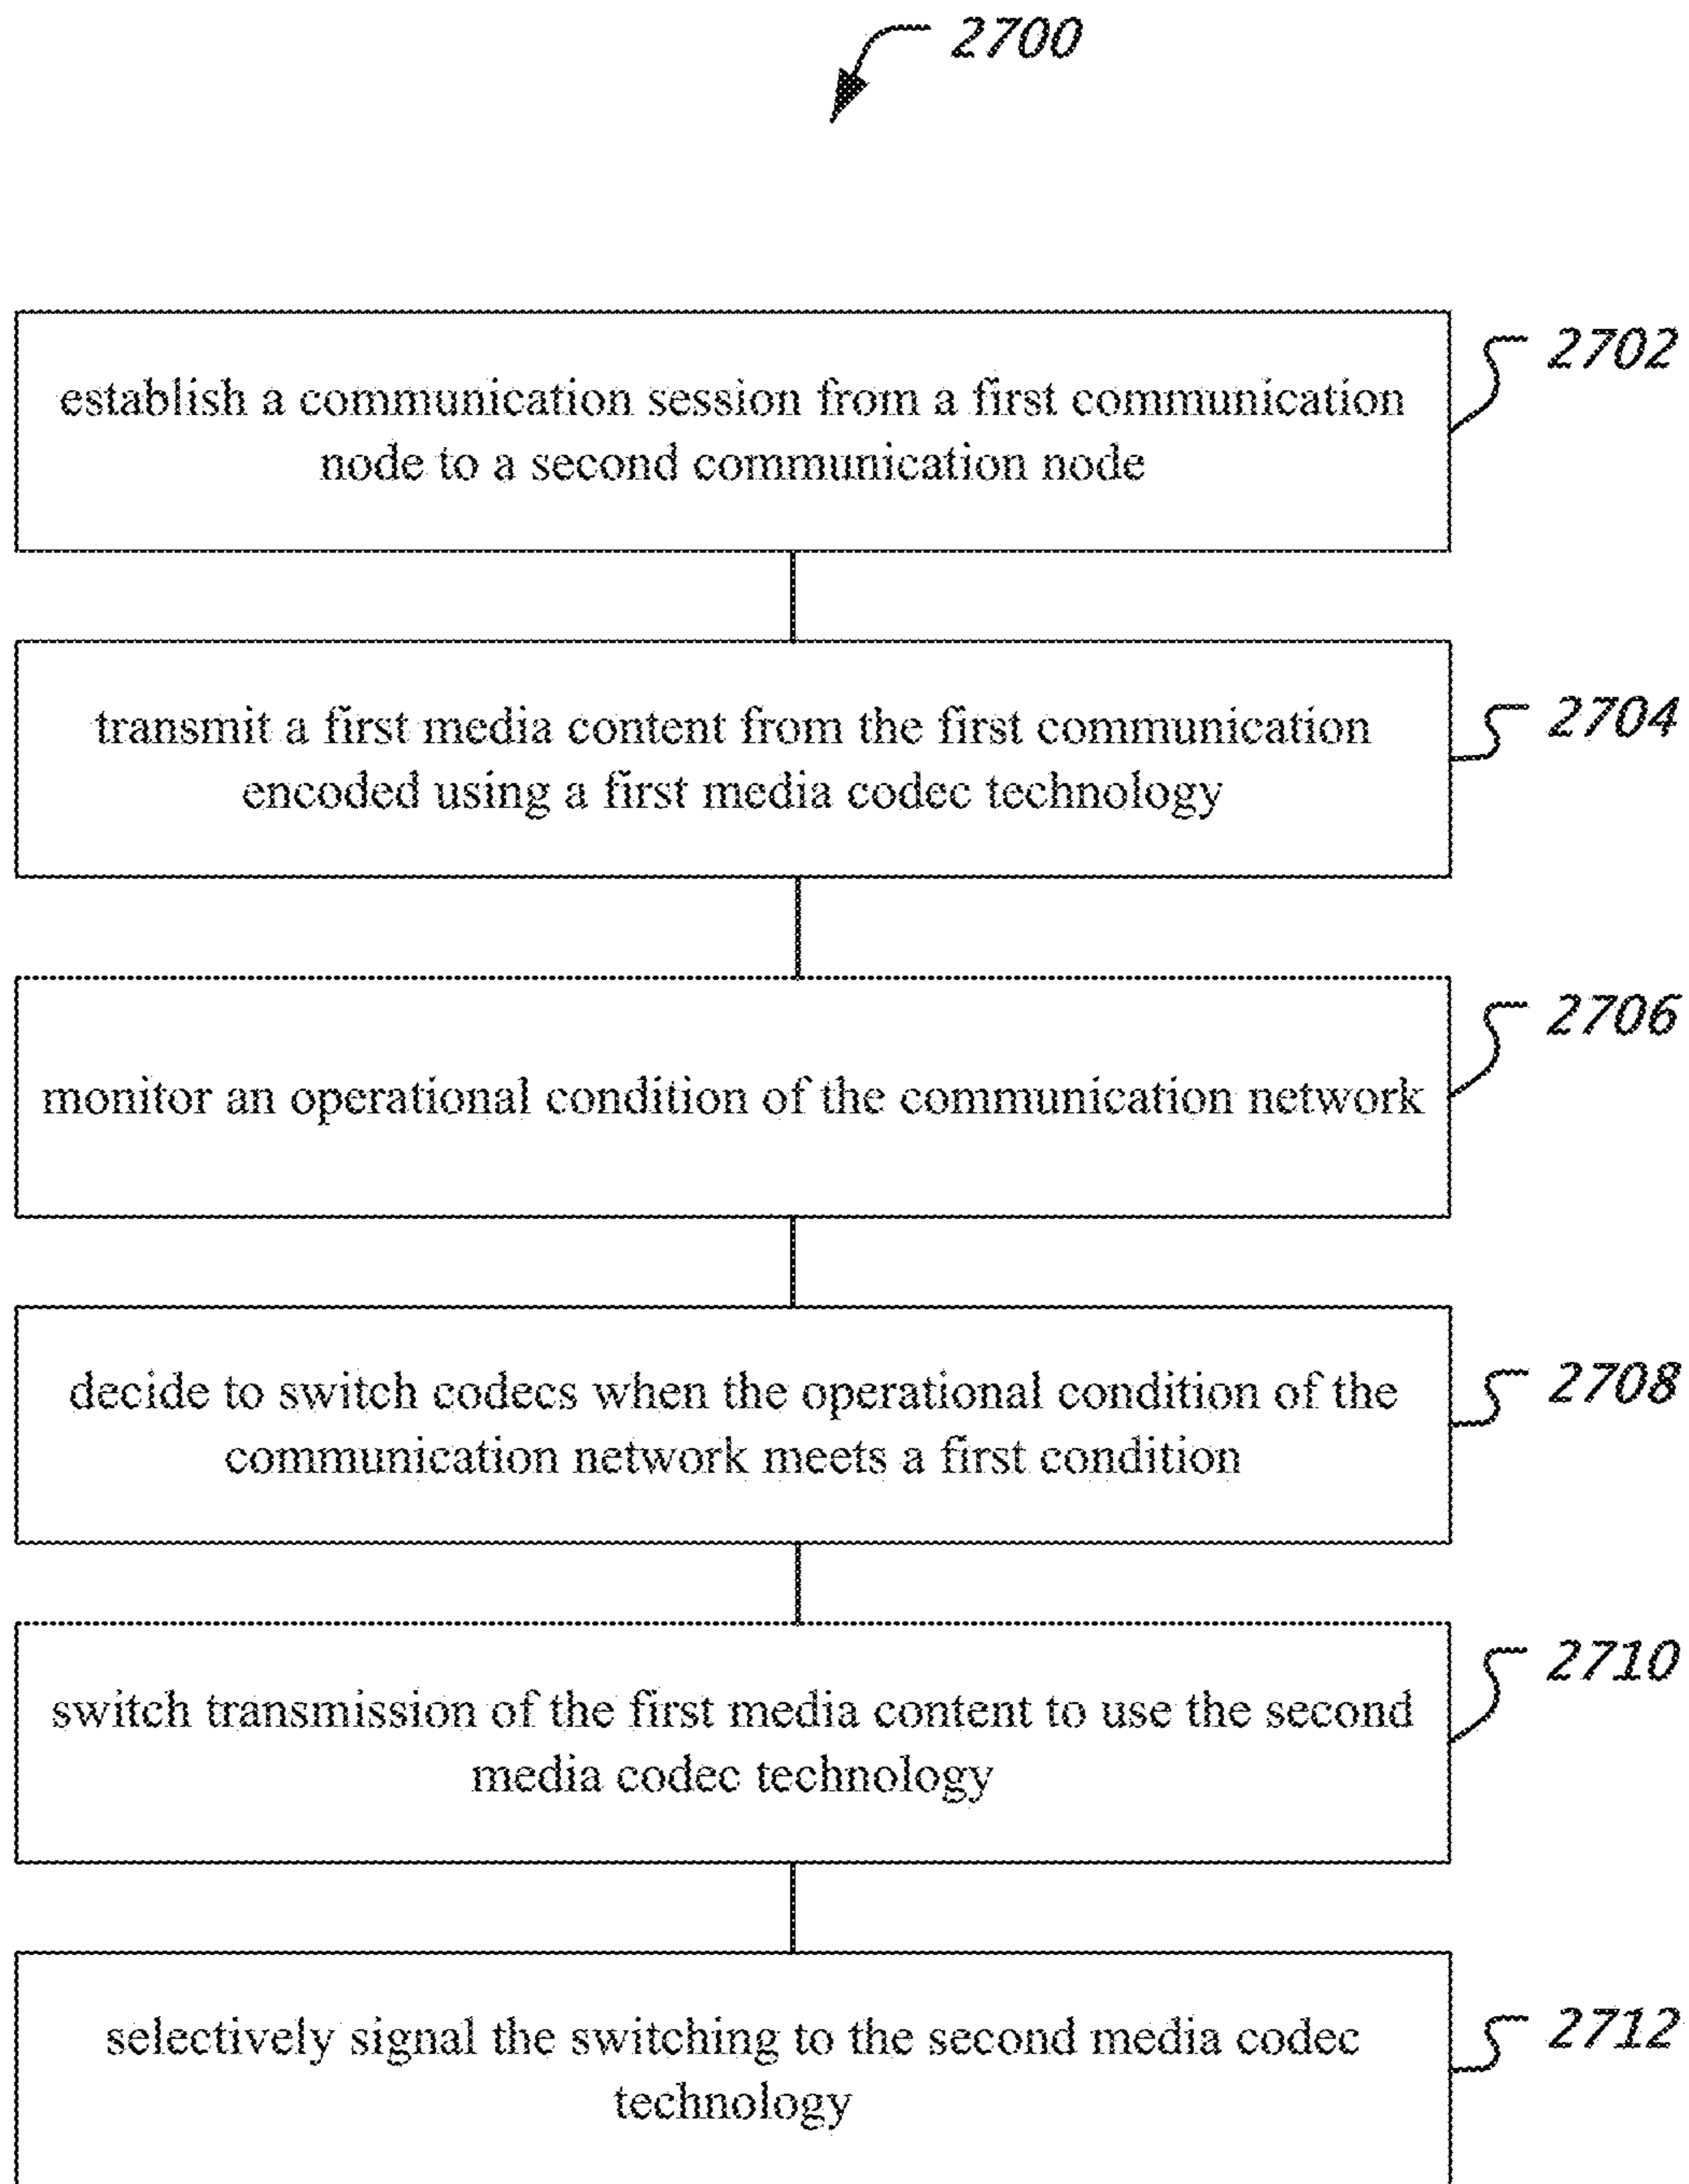 2700
establish a communication session from a first communication
node to a second communication node
2702
transmit a first media content from the first communication
encoded using a first media codec technology
2704
monitor an operational condition of the communication network
2706
decide to switch codecs when the operational condition of the
communication network meets a first condition
2708
switch transmission of the first media content to use the second
media codec technology
2710
selectively signal the switching to the second media codec
technology
2712